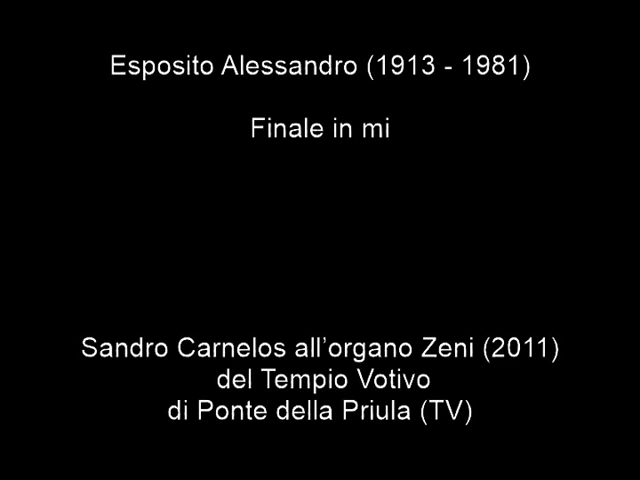 Esposito Alessandro (1913 - 1981)
Finale in mi
Sandro Carnelos all’organo Zeni (2011)
del Tempio Votivo
di Ponte della Priula (TV)